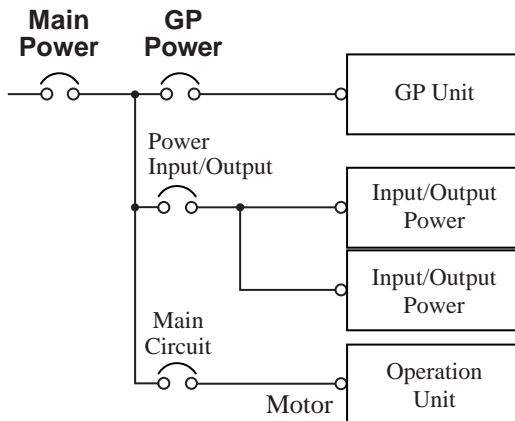 Main
Power
GP
Power
GP Unit
Power
Input/Output
Input/Output
Power
Input/Output
Power
Main
Circuit
Motor
Operation
Unit